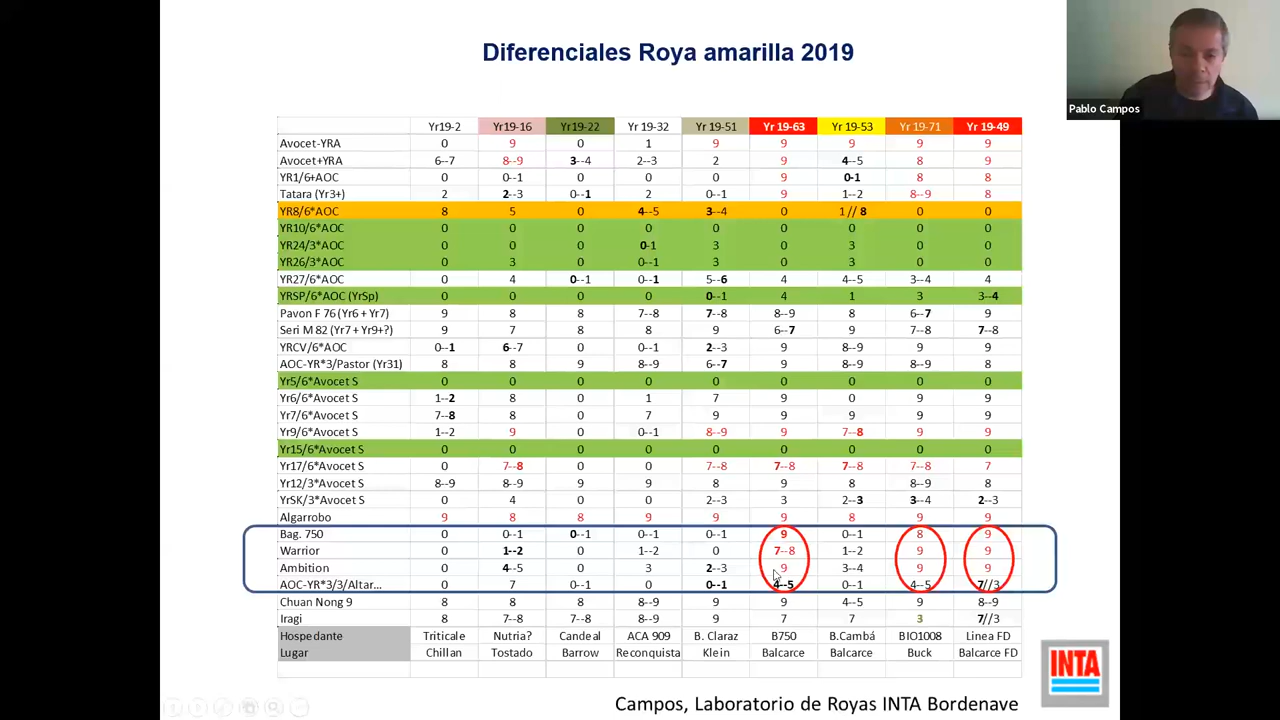 Diferenciales Roya amarilla 2019
Pablo Campos
Yr19-2 Yr19-16 Yr19-22 Yr19-32 Yr19-51 Yr 19-63 Yr 19-53 Yr 19-71 Yr 19-49
Avocet-YRA 0 9 0 1 9 9 9 9 9
Avocet+YRA 6--7 8--9 3--4 2--3 2 9 4--5 8 9
YR1/6+AOC 0 0--1 0 0 0 9 0-1 8 8
Tatara (Yr3+) 2 2--3 0--1 2 0--1 9 1--2 8--9 8
YR8/6*AOC 8 5 0 4--5 3--4 0 1 // 8 0 0
YR10/6*AOC 0 0 0 0 0 0 0 0 0
YR24/3*AOC 0 0 0 0-1 3 0 3 0 0
YR26/3*AOC 0 3 0 0--1 3 0 3 0 0
YR27/6*AOC 0 4 0--1 0--1 5--6 4 4--5 3--4 4
YRSP/6*AOC (YrSp) 0 0 0 0 0--1 4 1 3 3--4
Pavon F 76 (Yr6 + Yr7) 9 8 8 7--8 7--8 8--9 8 6--7 9
Seri M 82 (Yr7 + Yr9+?) 9 7 8 8 9 6--7 9 7--8 7--8
YRCV/6*AOC 0--1 6--7 0 0--1 2--3 9 8--9 9 9
AOC-YR*3/Pastor (Yr31) 8 8 9 8--9 6--7 9 8--9 8--9 8
Yr5/6*Avocet S 0 0 0 0 0 0 0 0 0
Yr6/6*Avocet S 1--2 8 0 1 7 9 0 9 9
Yr7/6*Avocet S 7--8 8 0 7 9 9 9 9 9
Yr9/6*Avocet S 1--2 9 0 0--1 8--9 9 7--8 9 9
Yr15/6*Avocet S 0 0 0 0 0 0 0 0 0
Yr17/6*Avocet S 0 7--8 0 0 7--8 7--8 7--8 7--8 7
Yr12/3*Avocet S 8--9 8--9 9 9 8 9 8 8--9 8
YrSK/3*Avocet S 0 4 0 0 2--3 3 2--3 3--4 2--3
Algarrobo 9 8 8 9 9 9 8 9 9
Bag. 750 0 0--1 0--1 0 0--1 9 0--1 8 9
Warrior 0 1--2 0 1--2 0 7--8 1--2 9 9
Ambition 0 4--5 0 3 2--3 9 3--4 9 9
AOC-YR*3/3/Altar... 0 7 0--1 0 0--1 4--5 0--1 4--5 7//3
Chuan Nong 9 8 8 8 8--9 9 9 4--5 9 8--9
Iragi 8 7--8 7--8 8--9 9 7 7 3 7//3
Hospedante Triticale Nutria? Candeal ACA 909 B. Claraz B750 B.Cambá BIO1008 Linea FD
Lugar Chillan Tostado Barrow Reconquista Klein Balcarce Balcarce Buck Balcarce FD
INTA
Campos, Laboratorio de Royas INTA Bordenave